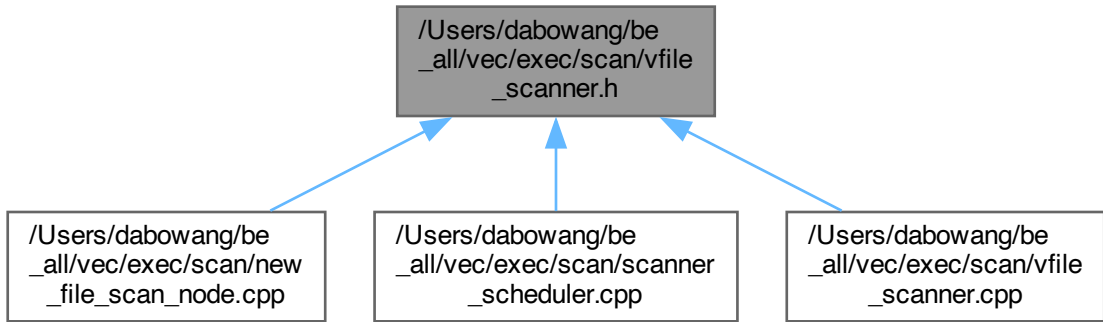 /Users/dabowang/be
_all/vec/exec/scan/vfile
_scanner.h
/Users/dabowang/be
_all/vec/exec/scan/new
_file_scan_node.cpp
/Users/dabowang/be
_all/vec/exec/scan/scanner
_scheduler.cpp
/Users/dabowang/be
_all/vec/exec/scan/vfile
_scanner.cpp